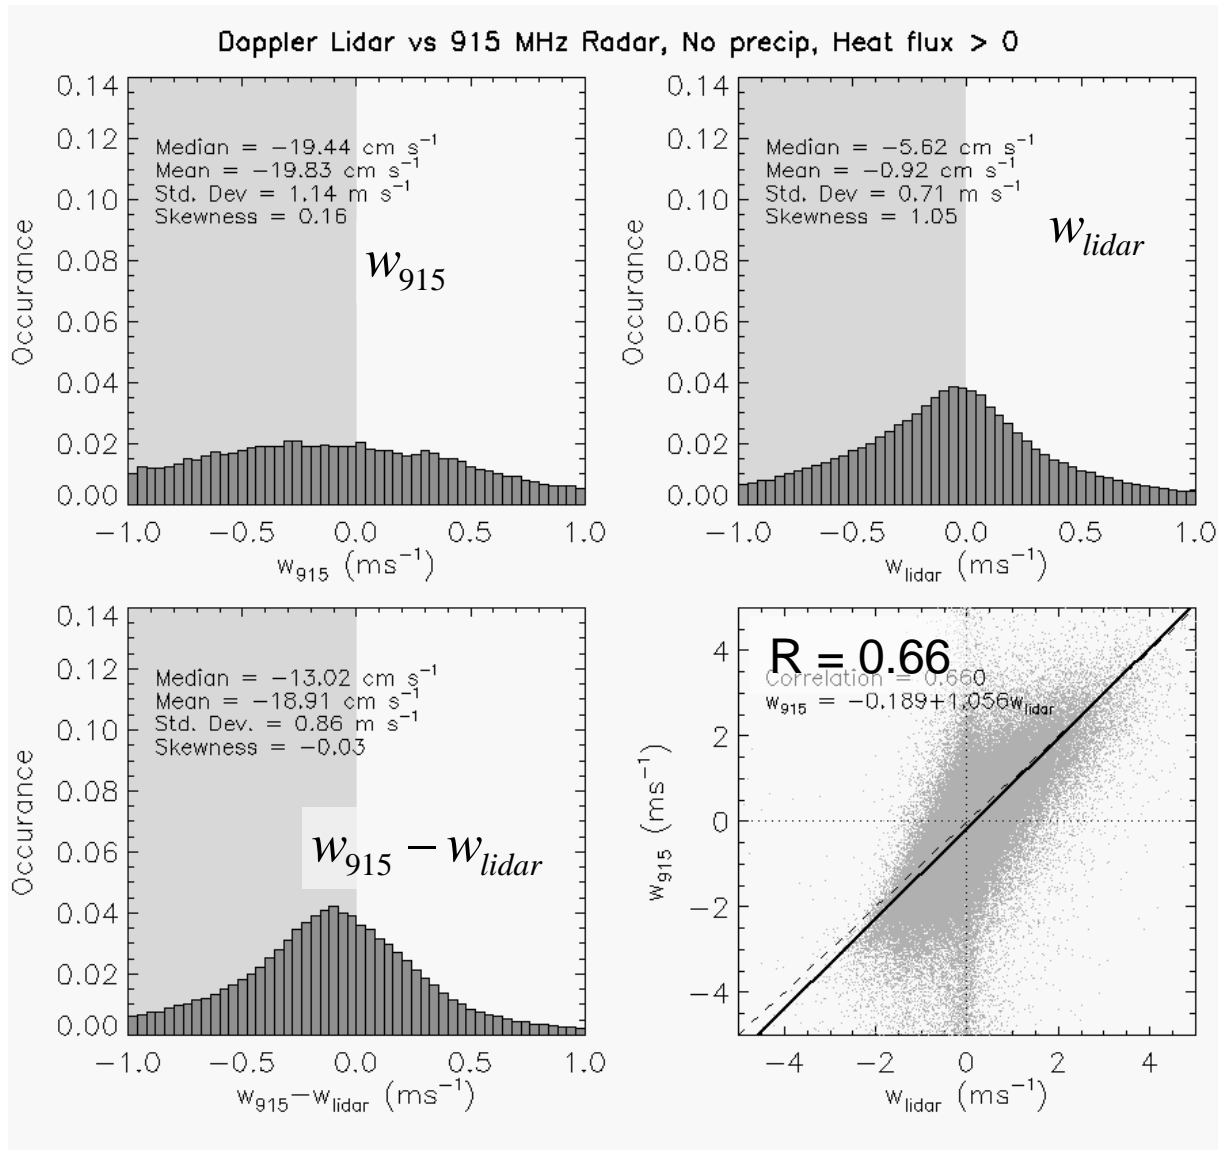 Doppler Lidar vs 915 MHz Radar, No precip, Heat flux > 0
0.14
0.12
0.10
0.08
0.06
0.04
0.02
0.00
Occurance
Median = −19.44 cm s⁻¹
Mean = −19.83 cm s⁻¹
Std. Dev = 1.14 m s⁻¹
Skewness = 0.16
w₉₁₅
−1.0 −0.5 0.0 0.5 1.0
w₉₁₅ (ms⁻¹)
0.14
0.12
0.10
0.08
0.06
0.04
0.02
0.00
Occurance
Median = −5.62 cm s⁻¹
Mean = −0.92 cm s⁻¹
Std. Dev = 0.71 m s⁻¹
Skewness = 1.05
w_lidar
−1.0 −0.5 0.0 0.5 1.0
w_lidar (ms⁻¹)
0.14
0.12
0.10
0.08
0.06
0.04
0.02
0.00
Occurance
Median = −13.02 cm s⁻¹
Mean = −18.91 cm s⁻¹
Std. Dev. = 0.86 m s⁻¹
Skewness = −0.03
w₉₁₅ − w_lidar
−1.0 −0.5 0.0 0.5 1.0
w₉₁₅−w_lidar (ms⁻¹)
4
2
0
−2
−4
w₉₁₅ (ms⁻¹)
R = 0.66
Correlation = 0.660
w₉₁₅ = −0.189+1.056w_lidar
−4 −2 0 2 4
w_lidar (ms⁻¹)